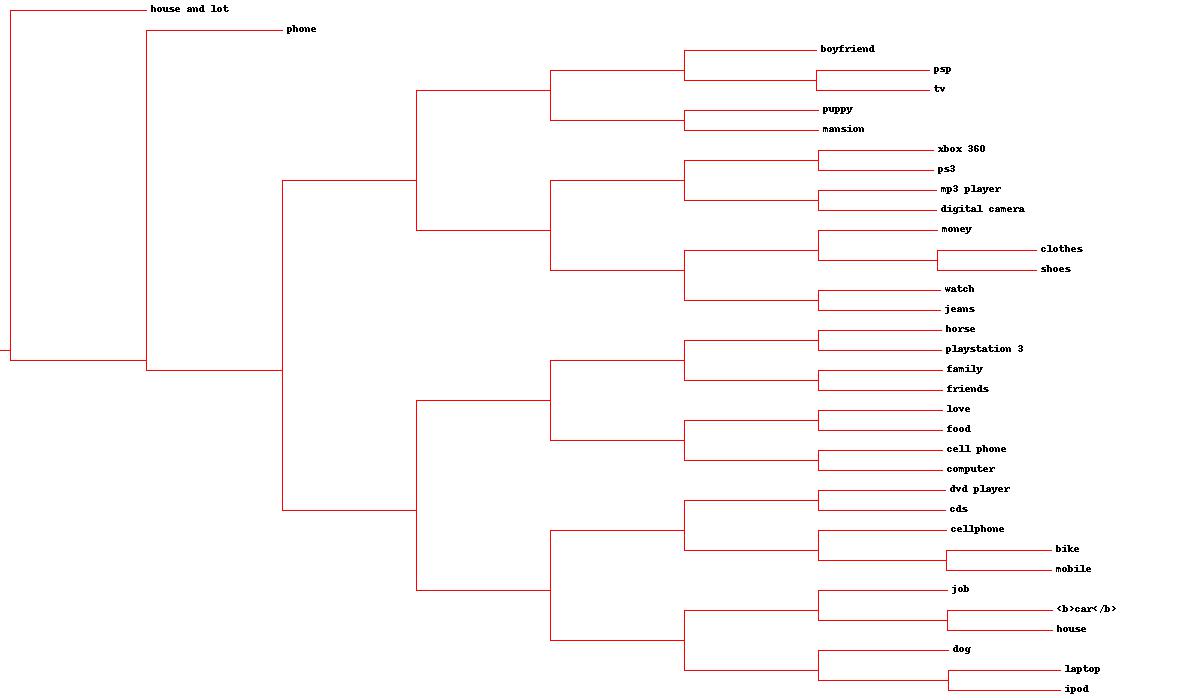 house and lot
phone
boyfriend
psp
tv
puppy
mansion
xbox 360
ps3
mp3 player
digital camera
money
clothes
shoes
watch
jeans
horse
playstation 3
family
friends
love
food
cell phone
computer
dvd player
cds
cellphone
bike
mobile
job
<b>car</b>
house
dog
laptop
ipod